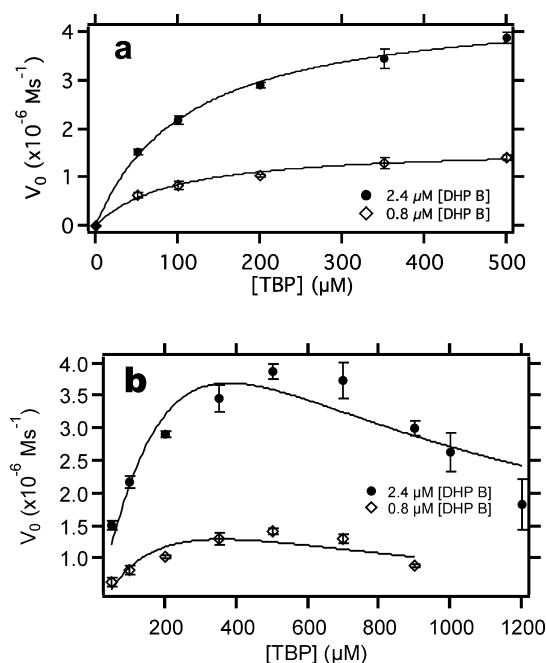 a
4
3
2
1
0
V0 (x10-6 Ms-1)
● 2.4 µM [DHP B]
◇ 0.8 µM [DHP B]
0 100 200 300 400 500
[TBP] (µM)
b
4.0
3.5
3.0
2.5
2.0
1.5
1.0
V0 (x10-6 Ms-1)
● 2.4 µM [DHP B]
◇ 0.8 µM [DHP B]
200 400 600 800 1000 1200
[TBP] (µM)